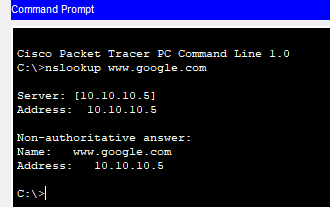 Command Prompt
Cisco Packet Tracer PC Command Line 1.0
C:\>nslookup www.google.com
Server: [10.10.10.5]
Address:  10.10.10.5
Non-authoritative answer:
Name:   www.google.com
Address:   10.10.10.5
C:\>